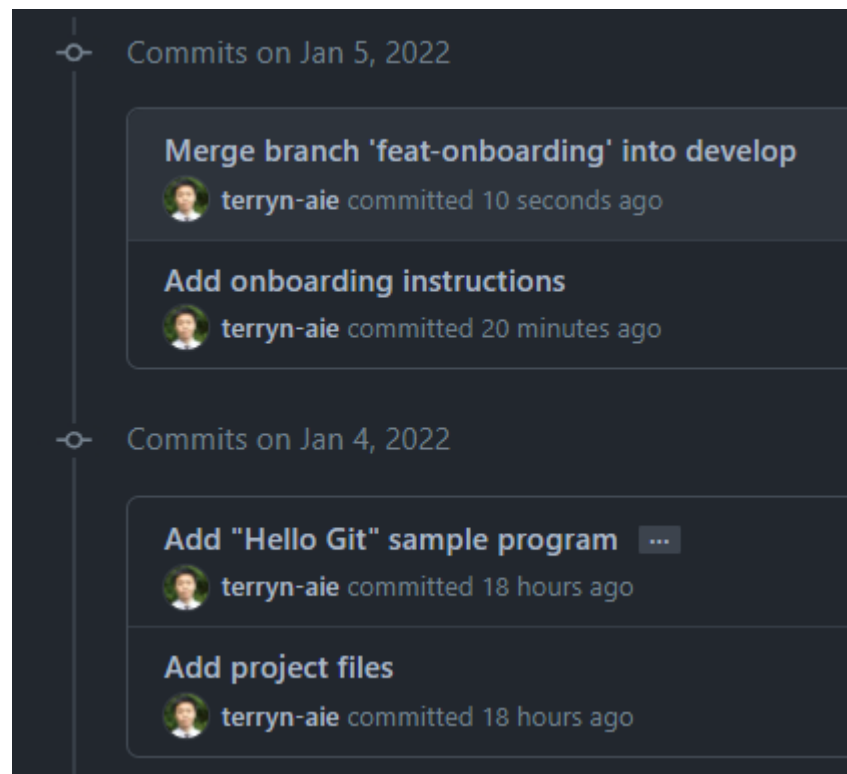 Commits on Jan 5, 2022
Merge branch 'feat-onboarding' into develop
terryn-aie committed 10 seconds ago
Add onboarding instructions
terryn-aie committed 20 minutes ago
Commits on Jan 4, 2022
Add "Hello Git" sample program ...
terryn-aie committed 18 hours ago
Add project files
terryn-aie committed 18 hours ago